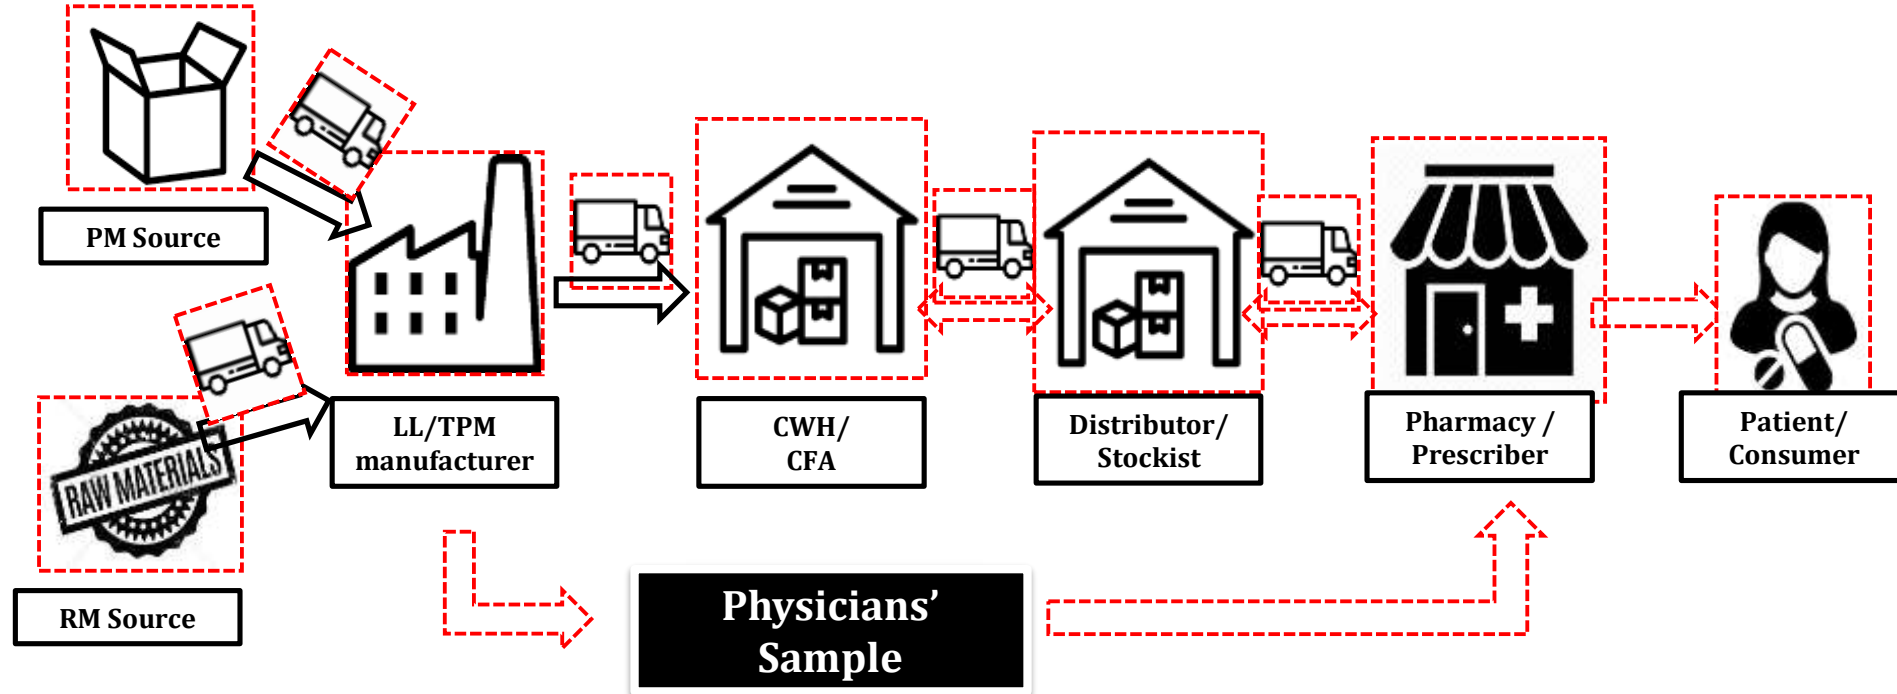 PM Source
RAW MATERIALS
RM Source
LL/TPM
manufacturer
CWH/
CFA
Distributor/
Stockist
Pharmacy /
Prescriber
Patient/
Consumer
Physicians’
Sample